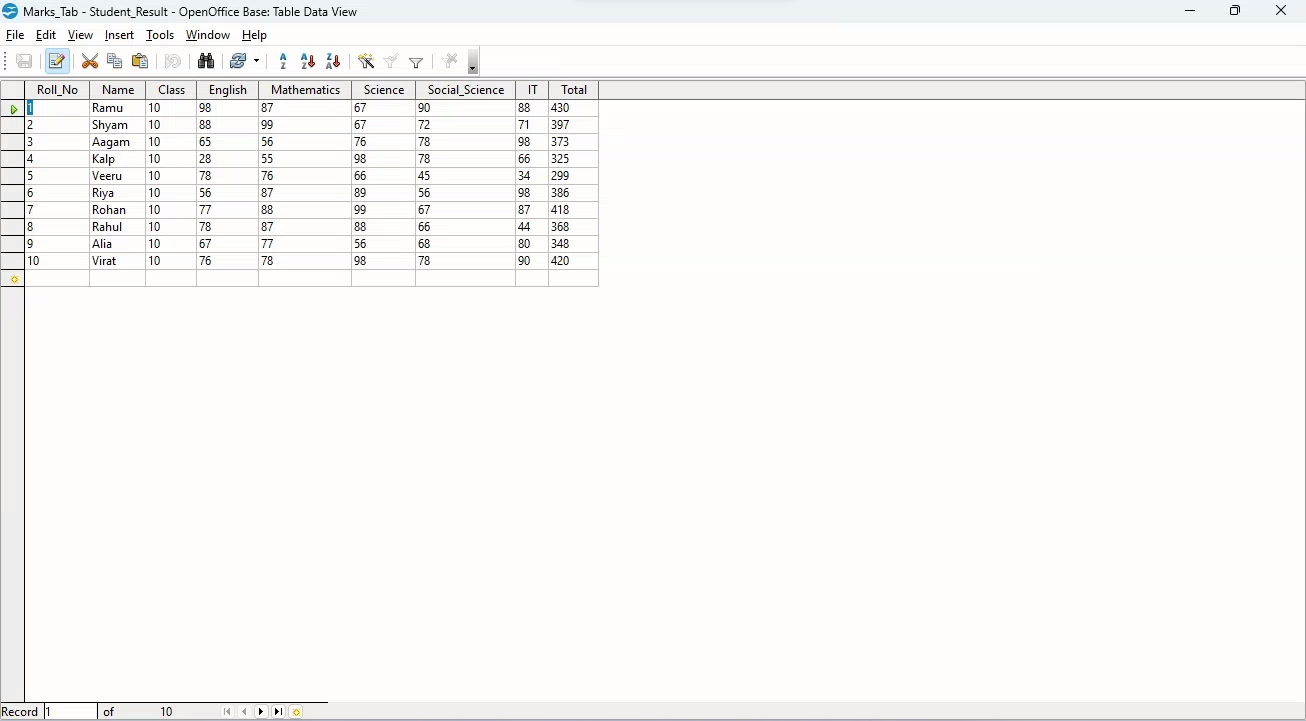 Marks_Tab - Student_Result - OpenOffice Base: Table Data View
File Edit View Insert Tools Window Help
Roll_No Name Class English Mathematics Science Social_Science IT Total
1 Ramu 10 98 87 67 90 88 430
2 Shyam 10 88 99 67 72 71 397
3 Aagam 10 65 56 76 78 98 373
4 Kalp 10 28 55 98 78 66 325
5 Veeru 10 78 76 66 45 34 299
6 Riya 10 56 87 89 56 98 386
7 Rohan 10 77 88 99 67 87 418
8 Rahul 10 78 87 88 66 44 368
9 Alia 10 67 77 56 68 80 348
10 Virat 10 76 78 98 78 90 420
Record 1 of 10